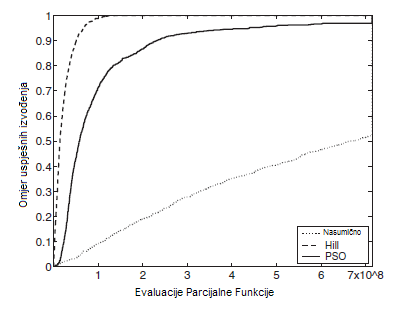 1
0.9
0.8
0.7
0.6
0.5
0.4
0.3
0.2
0.1
0
Omjer uspješnih izvođenja
1 2 3 4 5 6 7x10^8
Evaluacije Parcijalne Funkcije
Nasumično
Hill
PSO